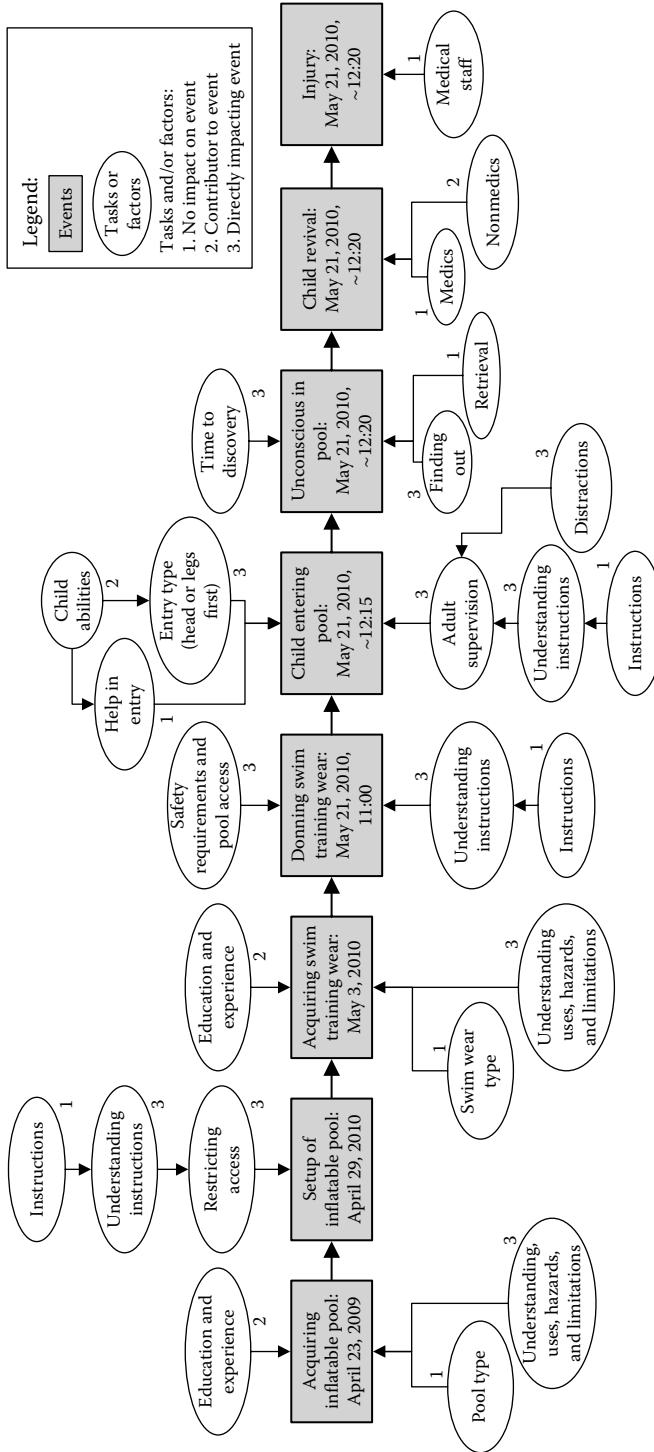 Legend:
Events
Tasks or
factors
Tasks and/or factors:
1. No impact on event
2. Contributor to event
3. Directly impacting event
Education and
experience
2
Acquiring
inflatable pool:
April 23, 2009
1
Pool type
3
Understanding,
uses, hazards,
and limitations
Instructions
1
Understanding
instructions
3
Restricting
access
3
Setup of
inflatable pool:
April 29, 2010
Education and
experience
2
Acquiring swim
training wear:
May 3, 2010
1
Swim wear
type
3
Understanding
uses, hazards,
and limitations
Safety
requirements and
pool access
3
Donning swim
training wear:
May 21, 2010,
11:00
3
Understanding
instructions
1
Instructions
Child
abilities
2
Help in
entry
1
Entry type
(head or legs
first)
3
Child entering
pool:
May 21, 2010,
~12:15
3
Adult
supervision
3
Understanding
instructions
1
Instructions
3
Distractions
Time to
discovery
3
Unconscious in
pool:
May 21, 2010,
~12:20
3
Finding
out
1
Retrieval
Child revival:
May 21, 2010,
~12:20
1
Medics
2
Nonmedics
Injury:
May 21, 2010,
~12:20
1
Medical
staff